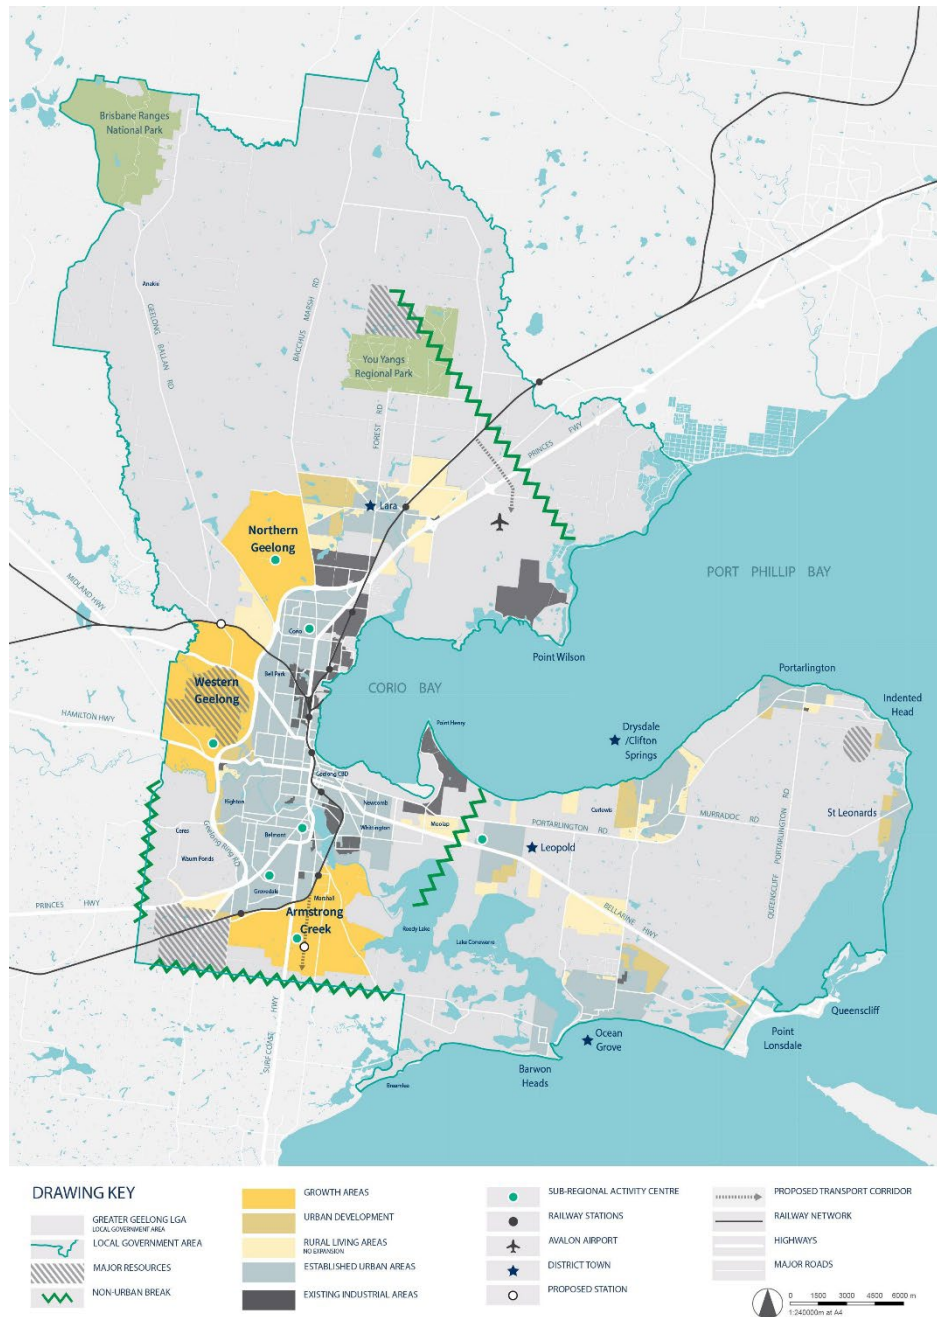 Brisbane Ranges
National Park
Anakie
GEELONG BALLAN RD
BACCHUS MARSH RD
You Yangs
Regional Park
FOREST RD
PRINCES FWY
Lara
Northern
Geelong
MIDLAND HWY
PORT PHILLIP BAY
Corio
Point Wilson
Portarlington
Bell Park
Western
Geelong
CORIO BAY
Indented
Head
HAMILTON HWY
Point Henry
Drysdale
/Clifton
Springs
Geelong CBD
Highton
Newcomb
Curlewis
QUEENSCLIFF PORTARLINGTON RD
MURRADOC RD
St Leonards
Ceres
Belmont
Whittington
Moolap
PORTARLINGTON RD
Geelong Ring RD
Leopold
Waurn Ponds
Grovedale
Marshall
PRINCES HWY
Armstrong
Creek
BELLARINE HWY
Reedy Lake
Lake Connewarre
SURF COAST HWY
Queenscliff
Point
Lonsdale
Ocean
Grove
Barwon
Heads
Breamlea
DRAWING KEY
GREATER GEELONG LGA
LOCAL GOVERNMENT AREA
LOCAL GOVERNMENT AREA
MAJOR RESOURCES
NON-URBAN BREAK
GROWTH AREAS
URBAN DEVELOPMENT
RURAL LIVING AREAS
NO EXPANSION
ESTABLISHED URBAN AREAS
EXISTING INDUSTRIAL AREAS
SUB-REGIONAL ACTIVITY CENTRE
RAILWAY STATIONS
AVALON AIRPORT
DISTRICT TOWN
PROPOSED STATION
PROPOSED TRANSPORT CORRIDOR
RAILWAY NETWORK
HIGHWAYS
MAJOR ROADS
0 1500 3000 4500 6000 m
1:240000m at A4